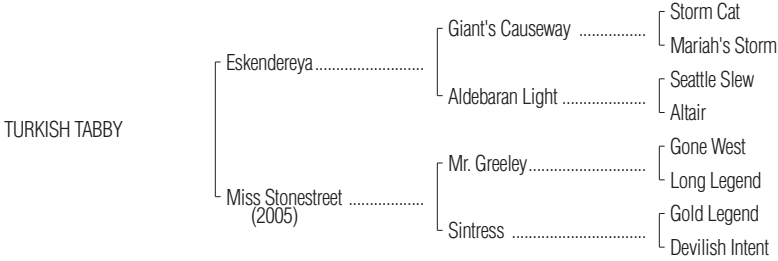 Storm Cat
Giant's Causeway ................
Mariah's Storm
Eskendereya..........................
Seattle Slew
Aldebaran Light ....................
Altair
TURKISH TABBY
Gone West
Mr. Greeley............................
Long Legend
Miss Stonestreet ..................
(2005)
Gold Legend
Sintress ................................
Devilish Intent